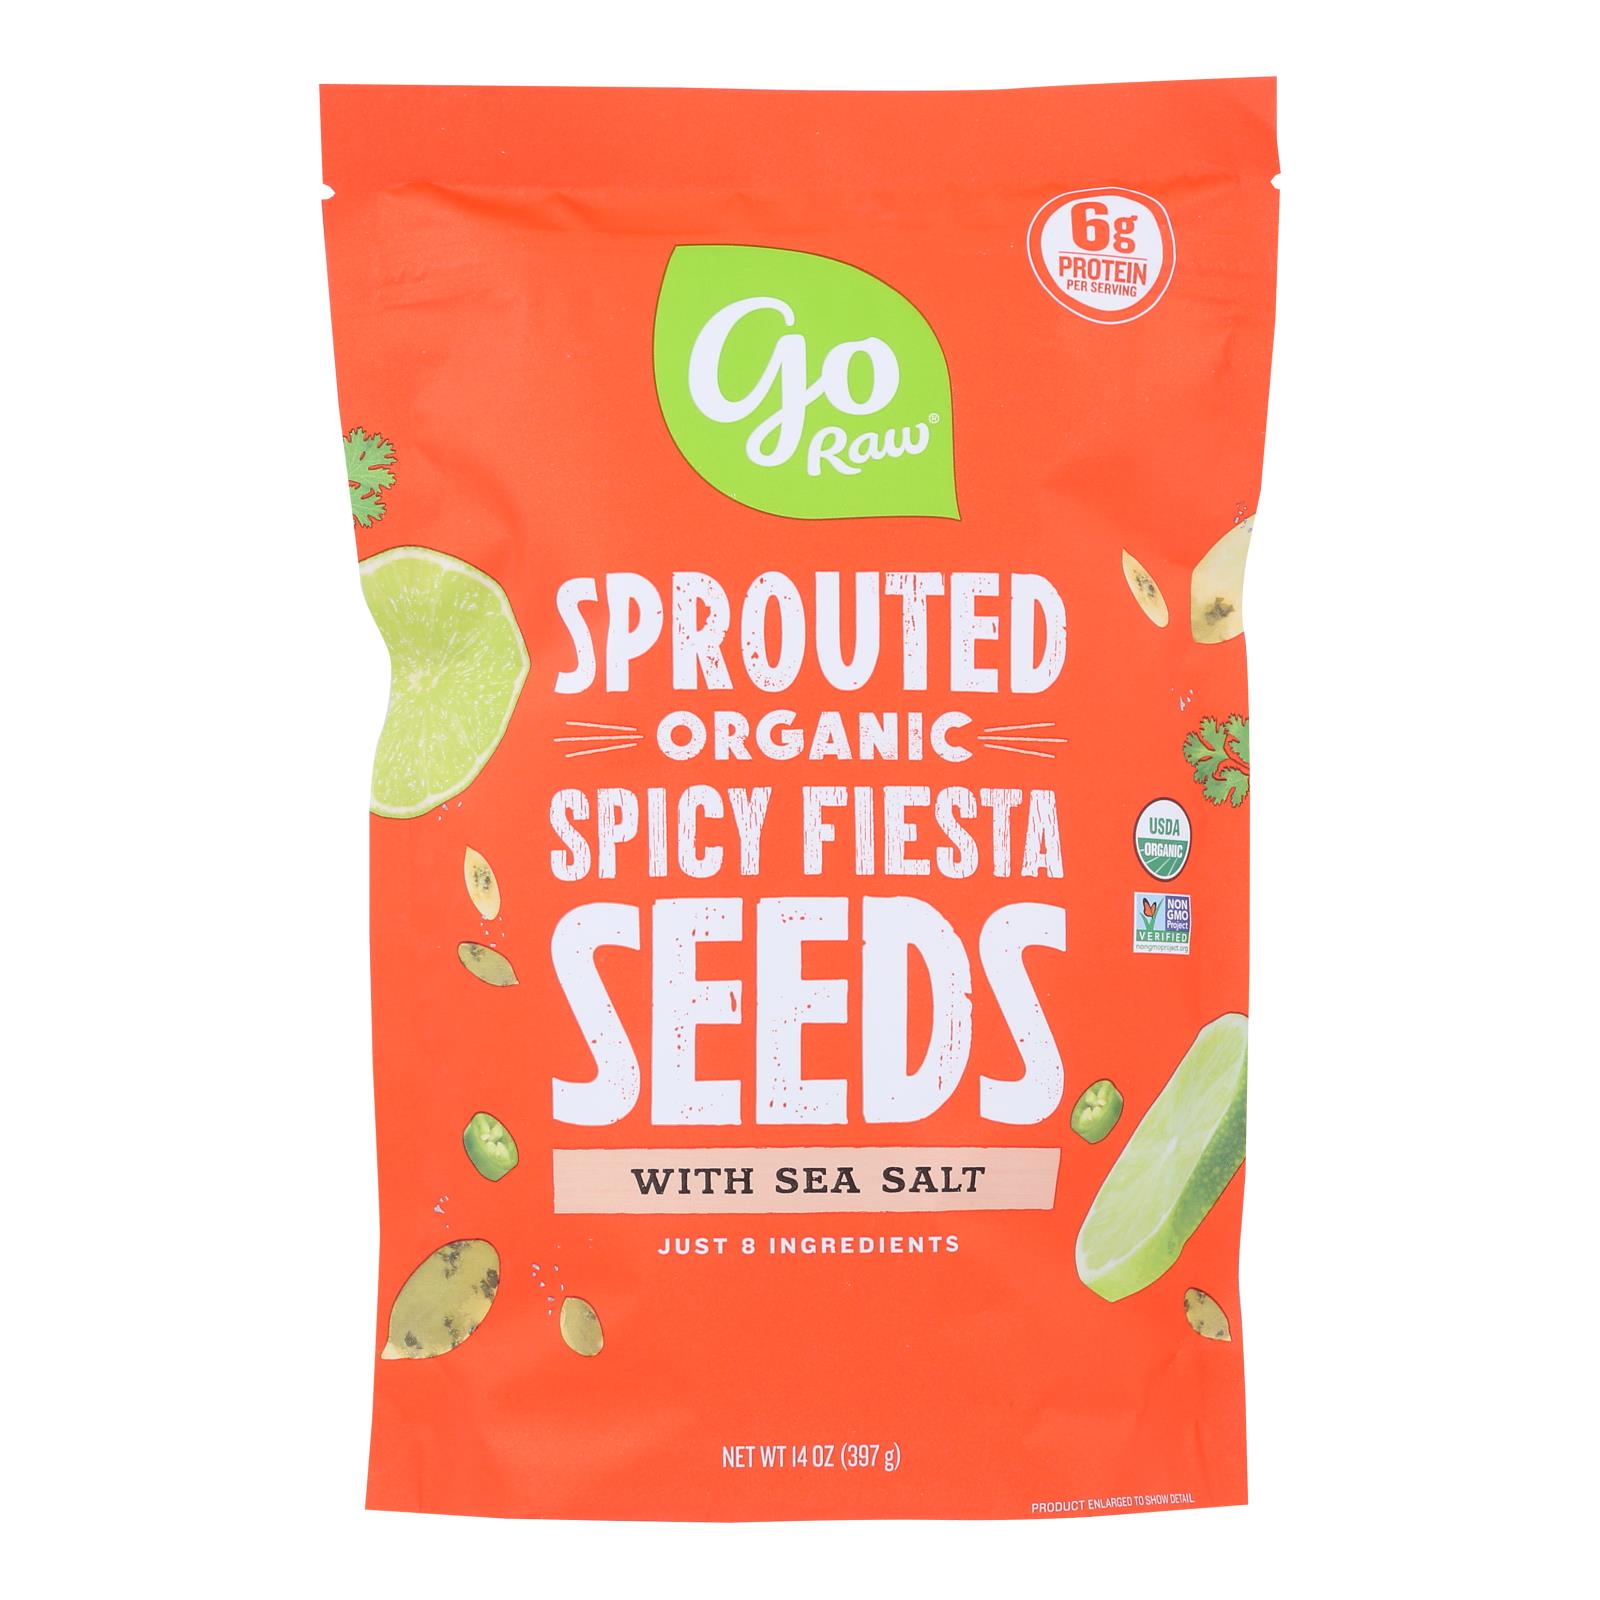 6g
PROTEIN
PER SERVING
go
Raw®
SPROUTED
ORGANIC
SPICY FIESTA
SEEDS
WITH SEA SALT
JUST 8 INGREDIENTS
USDA
ORGANIC
NON
GMO
Project
VERIFIED
nongmoproject.org
NET WT 14 OZ (397 g)
PRODUCT ENLARGED TO SHOW DETAIL